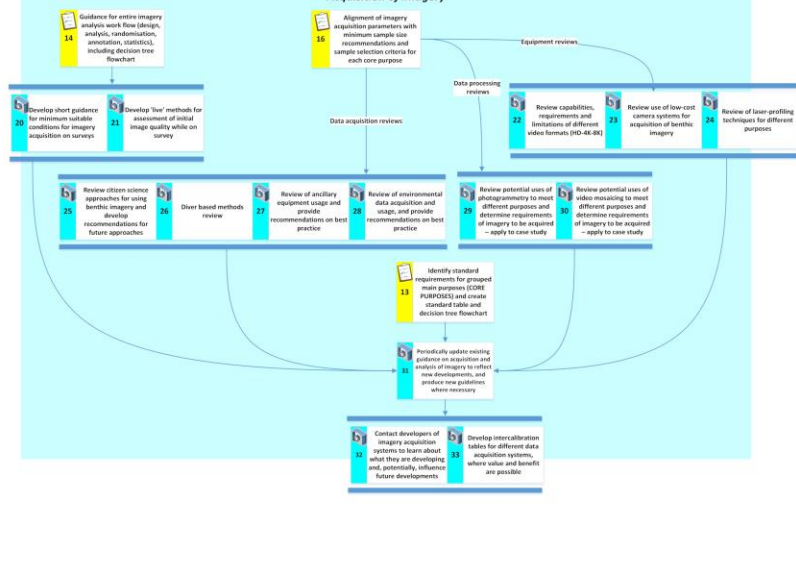 Guidance for entire imagery
analysis work flow (design,
analysis, randomisation,
annotation, statistics),
including decision tree
flowchart
14
Alignment of imagery
acquisition parameters with
minimum sample size
recommendations and
sample selection criteria for
each core purpose
16
Equipment reviews
Data processing
reviews
Data acquisition reviews
20
Develop short guidance
for minimum suitable
conditions for imagery
acquisition on surveys
21
Develop 'live' methods for
assessment of initial
image quality while on
survey
22
Review capabilities,
requirements and
limitations of different
video formats (HD-4K-8K)
23
Review use of low-cost
camera systems for
acquisition of benthic
imagery
24
Review of laser-profiling
techniques for different
purposes
25
Review citizen science
approaches for using
benthic imagery and
develop
recommendations for
future approaches
26
Diver based methods
review
27
Review of ancillary
equipment usage and
provide
recommendations on best
practice
28
Review of environmental
data acquisition and
usage, and provide
recommendations on best
practice
29
Review potential uses of
photogrammetry to meet
different purposes and
determine requirements
of imagery to be acquired
– apply to case study
30
Review potential uses of
video mosaicing to meet
different purposes and
determine requirements
of imagery to be acquired
– apply to case study
13
Identify standard
requirements for grouped
main purposes (CORE
PURPOSES) and create
standard table and
decision tree flowchart
31
Periodically update existing
guidance on acquisition and
analysis of imagery to reflect
new developments, and
produce new guidelines
where necessary
32
Contact developers of
imagery acquisition
systems to learn about
what they are developing
and, potentially, influence
future developments
33
Develop intercalibration
tables for different data
acquisition systems,
where value and benefit
are possible